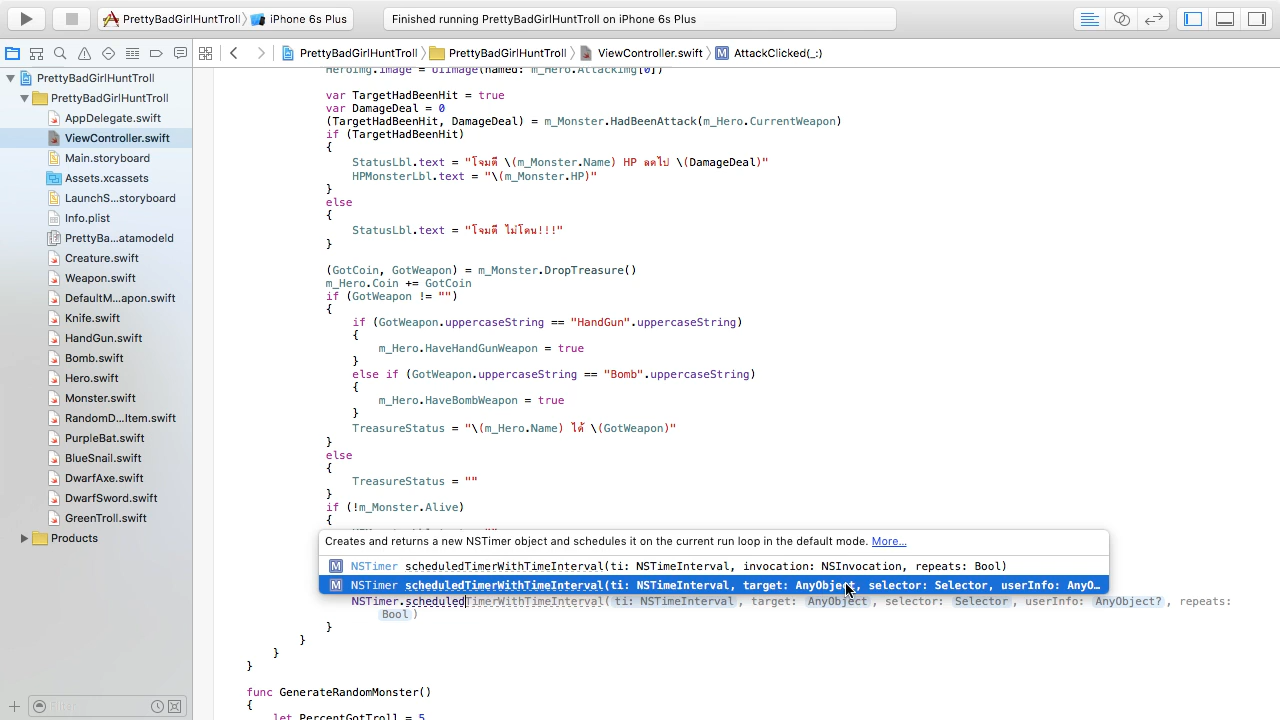 PrettyBadGirlHuntTroll iPhone 6s Plus
Finished running PrettyBadGirlHuntTroll on iPhone 6s Plus
PrettyBadGirlHuntTroll PrettyBadGirlHuntTroll ViewController.swift AttackClicked(_:)
PrettyBadGirlHuntTroll
PrettyBadGirlHuntTroll
AppDelegate.swift
ViewController.swift
Main.storyboard
Assets.xcassets
LaunchS...storyboard
Info.plist
PrettyBa...atamodeld
Creature.swift
Weapon.swift
DefaultM...apon.swift
Knife.swift
HandGun.swift
Bomb.swift
Hero.swift
Monster.swift
RandomD...Item.swift
PurpleBat.swift
BlueSnail.swift
DwarfAxe.swift
DwarfSword.swift
GreenTroll.swift
Products
Filter
HeroImg.image = UIImage(named: m_Hero.AttackImg[0])
var TargetHadBeenHit = true
var DamageDeal = 0
(TargetHadBeenHit, DamageDeal) = m_Monster.HadBeenAttack(m_Hero.CurrentWeapon)
if (TargetHadBeenHit)
{
StatusLbl.text = "โจมตี \(m_Monster.Name) HP ลดไป \(DamageDeal)"
HPMonsterLbl.text = "\(m_Monster.HP)"
}
else
{
StatusLbl.text = "โจมตี ไม่โดน!!!"
}
(GotCoin, GotWeapon) = m_Monster.DropTreasure()
m_Hero.Coin += GotCoin
if (GotWeapon != "")
{
if (GotWeapon.uppercaseString == "HandGun".uppercaseString)
{
m_Hero.HaveHandGunWeapon = true
}
else if (GotWeapon.uppercaseString == "Bomb".uppercaseString)
{
m_Hero.HaveBombWeapon = true
}
TreasureStatus = "\(m_Hero.Name) ได้ \(GotWeapon)"
}
else
{
TreasureStatus = ""
}
if (!m_Monster.Alive)
{
Creates and returns a new NSTimer object and schedules it on the current run loop in the default mode. More...
M NSTimer scheduledTimerWithTimeInterval(ti: NSTimeInterval, invocation: NSInvocation, repeats: Bool)
M NSTimer scheduledTimerWithTimeInterval(ti: NSTimeInterval, target: AnyObject, selector: Selector, userInfo: AnyO...
NSTimer.scheduledTimerWithTimeInterval(ti: NSTimeInterval, target: AnyObject, selector: Selector, userInfo: AnyObject?, repeats:
Bool)
}
}
}
}
func GenerateRandomMonster()
{
let PercentGotTroll = 5